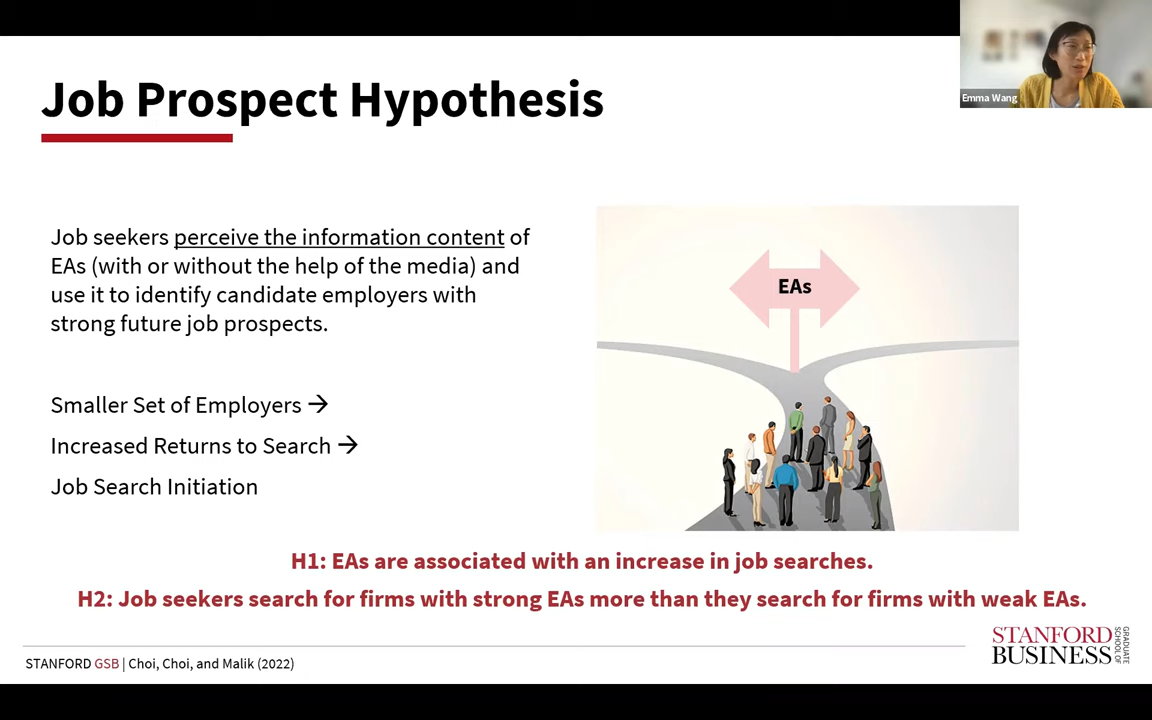 Job Prospect Hypothesis
Emma Wang
Job seekers perceive the information content of
EAs (with or without the help of the media) and
use it to identify candidate employers with
strong future job prospects.
Smaller Set of Employers →
Increased Returns to Search →
Job Search Initiation
EAs
H1: EAs are associated with an increase in job searches.
H2: Job seekers search for firms with strong EAs more than they search for firms with weak EAs.
STANFORD GSB | Choi, Choi, and Malik (2022)
STANFORD
BUSINESS
GRADUATE
SCHOOL OF